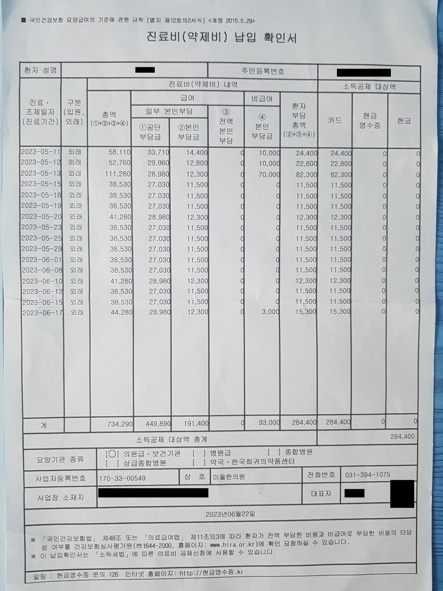 ■ 국민건강보험 요양급여의 기준에 관한 규칙 [별지 제12호의2서식] <개정 2015.5.29>
진료비(약제비) 납입 확인서
환자 성명 주민등록번호
진료비(약제비) 내역 소득공제 대상액
진료·조제일자 (진료기간) 구분 (입원, 외래) 총액 (①+②+③+④) 급여 비급여 환자 부담 총액 (②+③+④) 카드 현금 영수증 현금
일부 본인부담 ③ 전액 본인 부담 ④ 본인 부담금
①공단 부담금 ②본인 부담금
2023-05-11 외래 58,110 33,710 14,400 0 10,000 24,400 24,400 0 0
2023-05-12 외래 52,760 29,960 12,800 0 10,000 22,800 22,800 0 0
2023-05-13 외래 111,280 28,980 12,300 0 70,000 82,300 82,300 0 0
2023-05-15 외래 38,530 27,030 11,500 0 0 11,500 11,500 0 0
2023-05-16 외래 38,530 27,030 11,500 0 0 11,500 11,500 0 0
2023-05-19 외래 38,530 27,030 11,500 0 0 11,500 11,500 0 0
2023-05-20 외래 41,280 28,980 12,300 0 0 12,300 12,300 0 0
2023-05-23 외래 38,530 27,030 11,500 0 0 11,500 11,500 0 0
2023-05-25 외래 38,530 27,030 11,500 0 0 11,500 11,500 0 0
2023-05-29 외래 38,530 27,030 11,500 0 0 11,500 11,500 0 0
2023-06-01 외래 38,530 27,030 11,500 0 0 11,500 11,500 0 0
2023-06-08 외래 38,530 27,030 11,500 0 0 11,500 11,500 0 0
2023-06-10 외래 41,280 28,980 12,300 0 0 12,300 12,300 0 0
2023-06-12 외래 38,530 27,030 11,500 0 0 11,500 11,500 0 0
2023-06-15 외래 38,530 27,030 11,500 0 0 11,500 11,500 0 0
2023-06-17 외래 44,280 28,980 12,300 0 3,000 15,300 15,300 0 0
계 734,290 449,890 191,400 0 93,000 284,400 284,400 0 0
소득공제 대상액 총계 284,400
요양기관 종류 [○] 의원급·보건기관 [ ] 병원급 [ ] 종합병원
[ ] 상급종합병원 [ ] 약국·한국희귀의약품센터
사업자등록번호 170-33-00549 상 호 미올한의원 전화번호 031-394-1075
사업장 소재지 대표자
2023년06월22일
※ 「국민건강보험법」 제48조 또는 「의료급여법」 제11조의3에 따라 환자가 전액 부담한 비용과 비급여로 부담한 비용의 타당
성 여부를 건강보험심사평가원(☎1644-2000, 홈페이지: www.hira.or.kr)에 확인 요청하실 수 있습니다.
※ 이 납입확인서는 「소득세법」에 따른 의료비 공제신청에 사용할 수 있습니다.
알림 : 현금영수증 문의 126 인터넷 홈페이지: http://현금영수증.kr